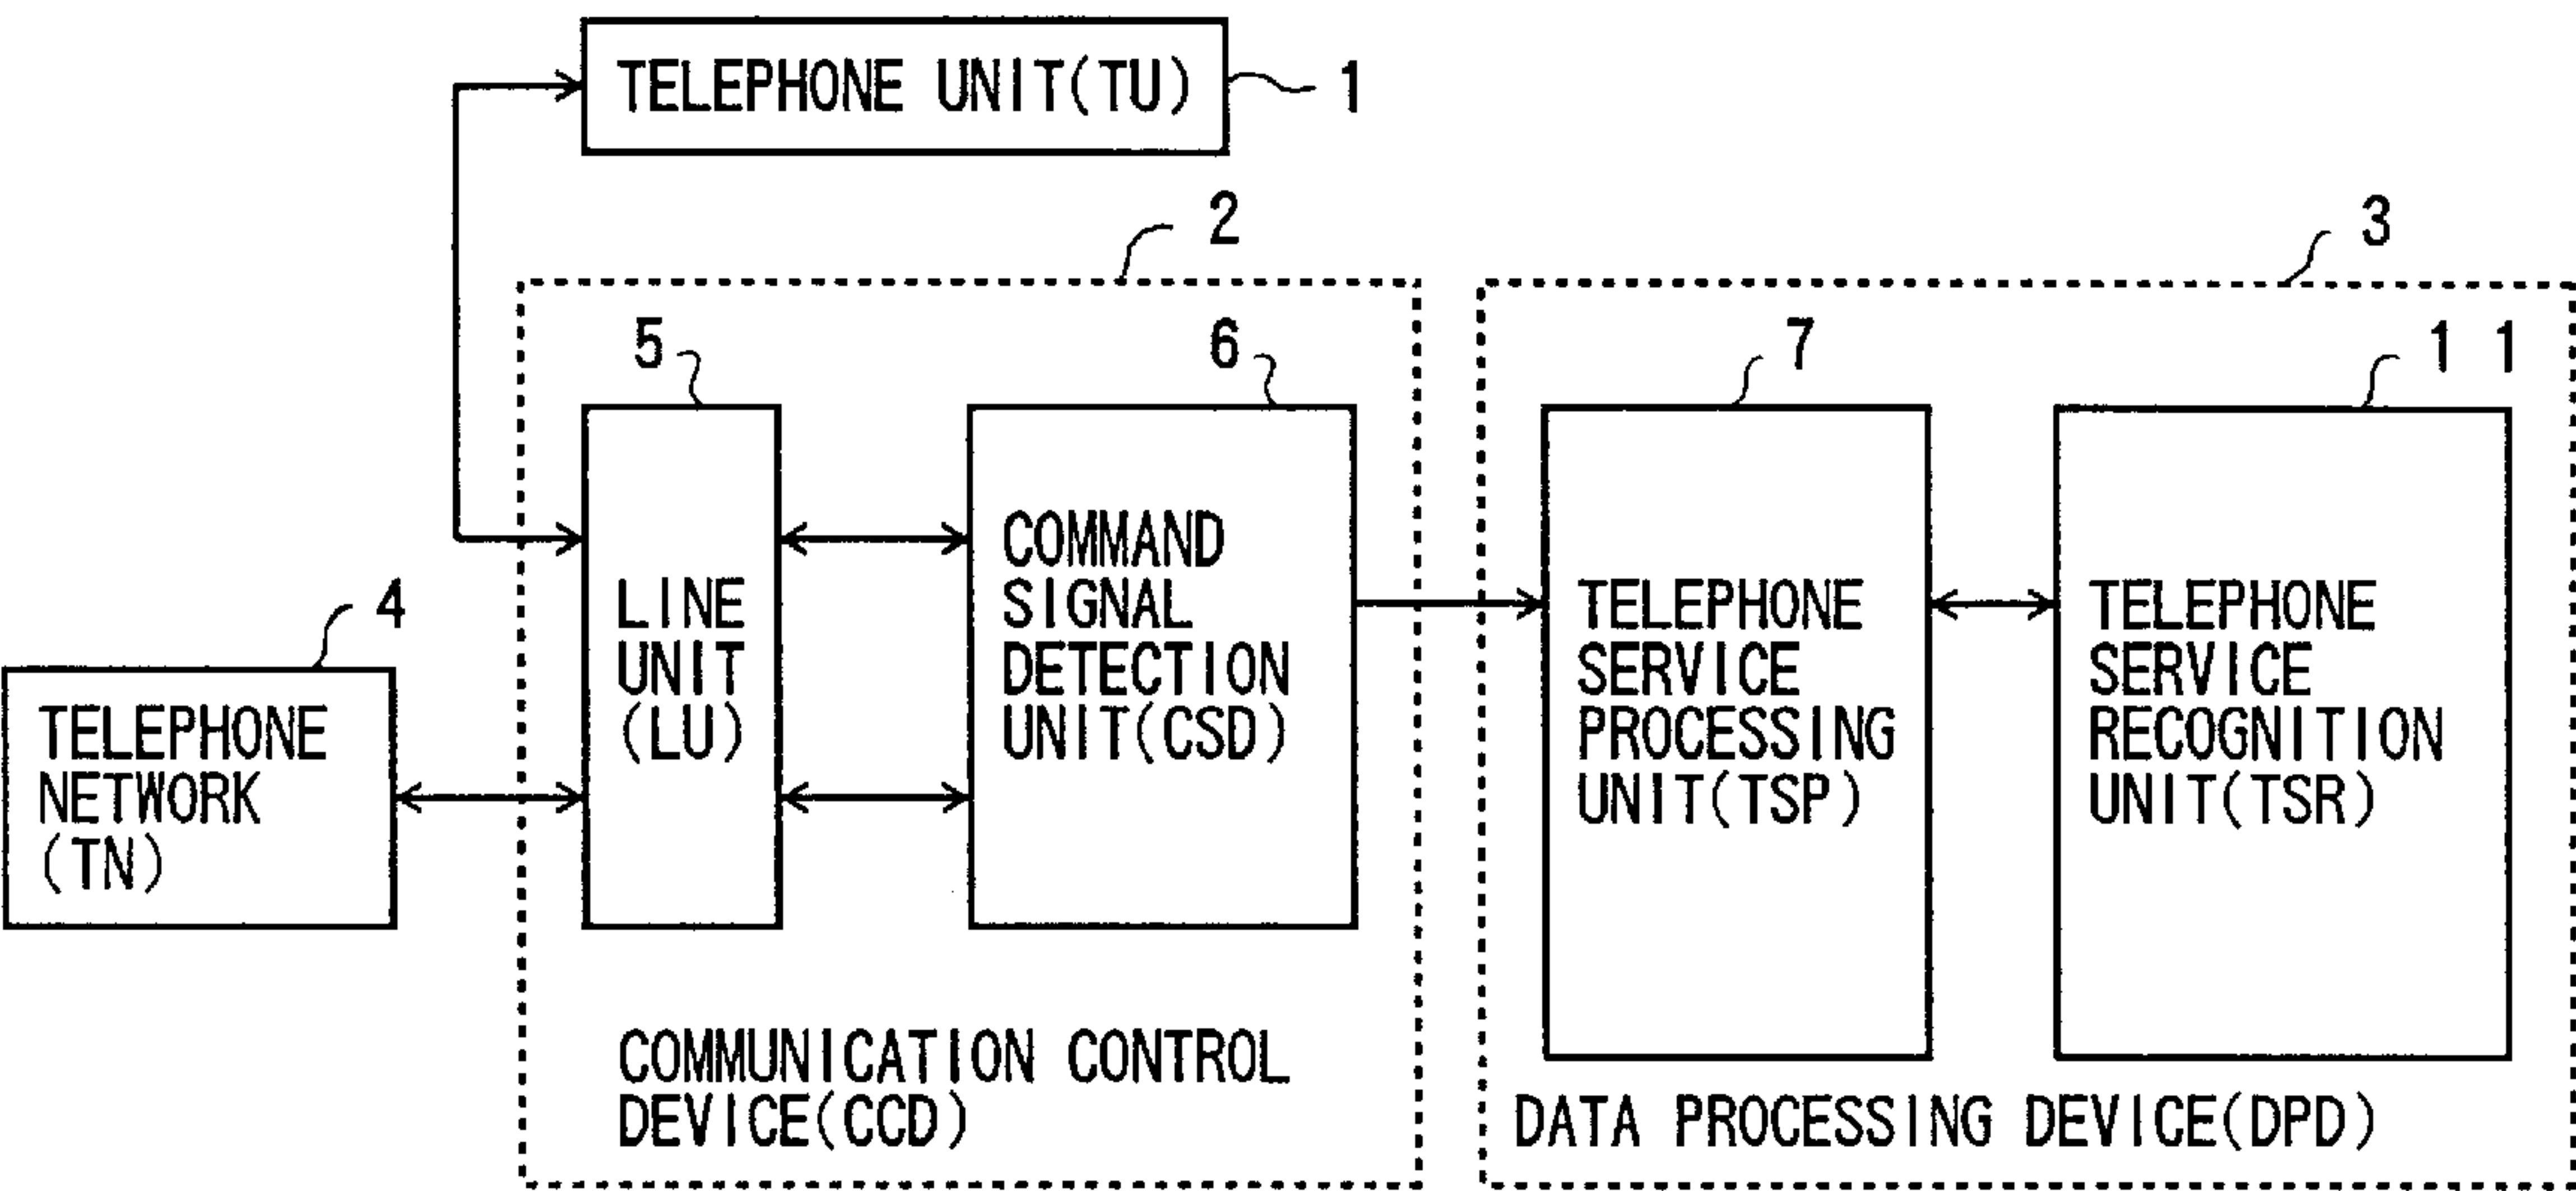 TELEPHONE UNIT(TU)
1
2
3
5
6
7
11
4
LINE
UNIT
(LU)
COMMAND
SIGNAL
DETECTION
UNIT(CSD)
TELEPHONE
SERVICE
PROCESSING
UNIT(TSP)
TELEPHONE
SERVICE
RECOGNITION
UNIT(TSR)
TELEPHONE
NETWORK
(TN)
COMMUNICATION CONTROL
DEVICE(CCD)
DATA PROCESSING DEVICE(DPD)